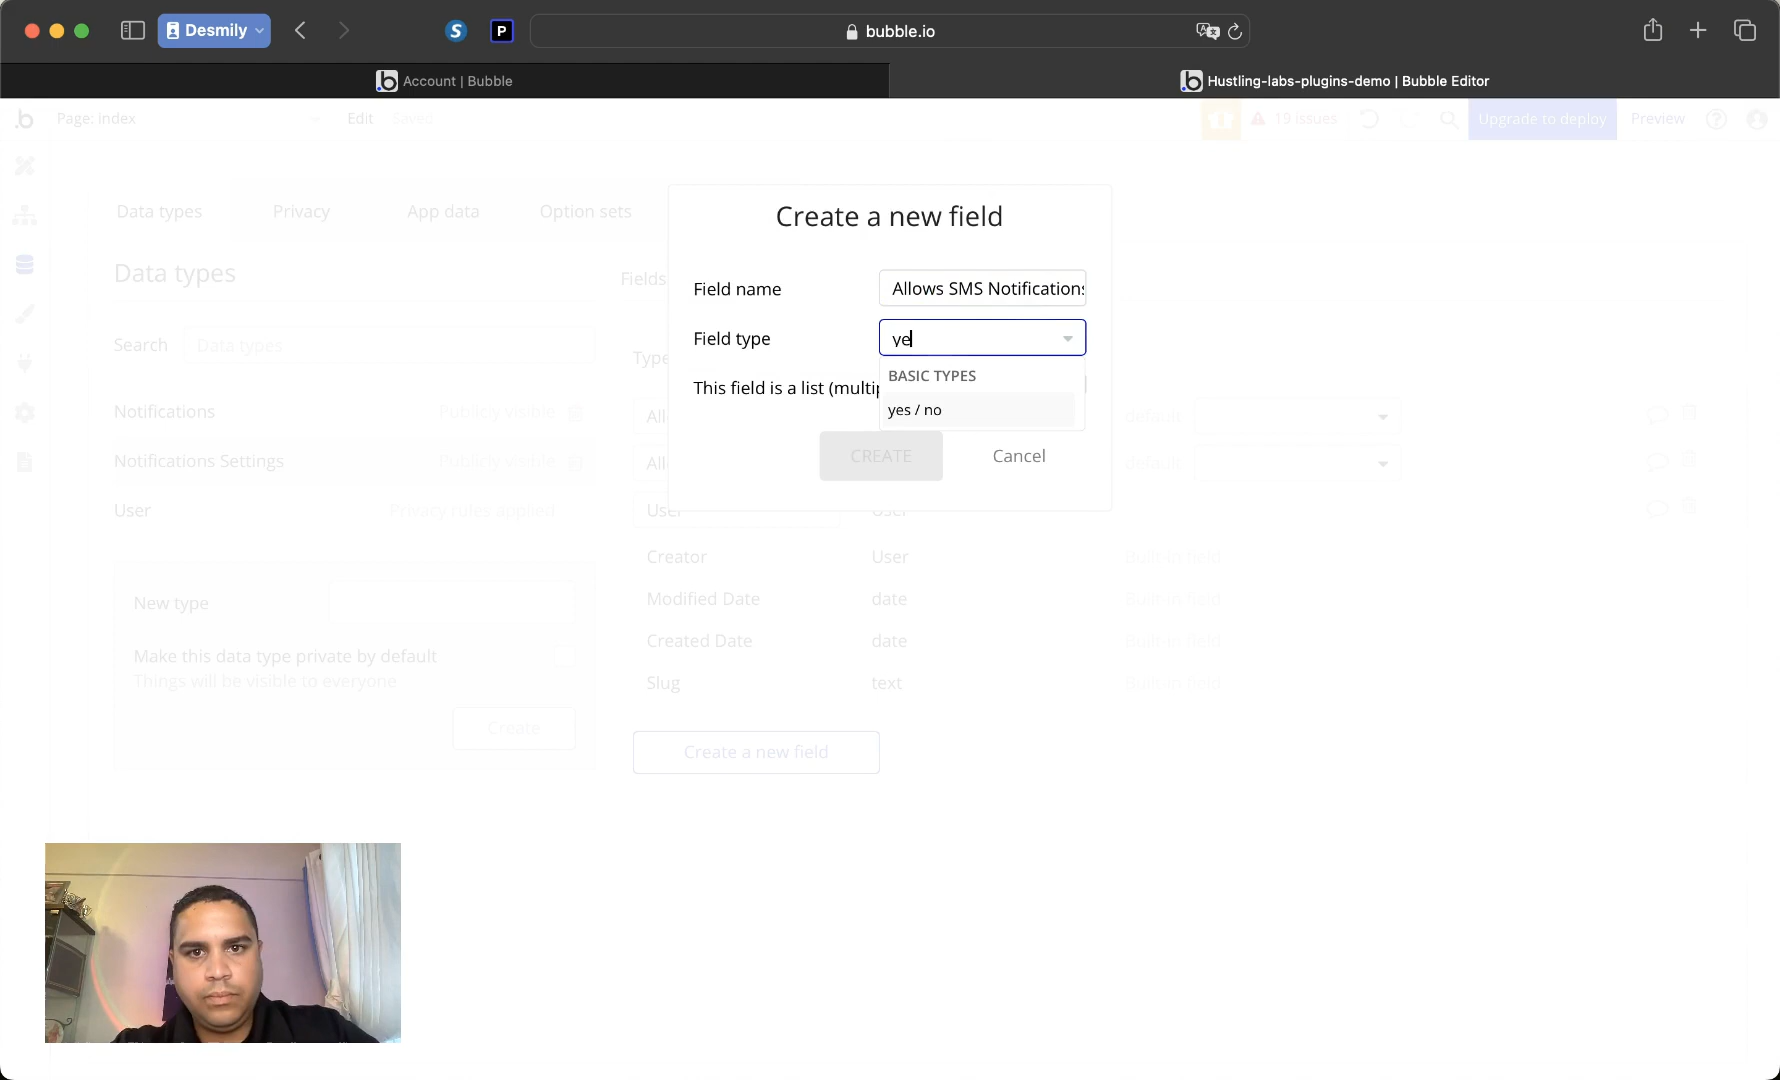 Desmily
S
P
bubble.io
Account | Bubble
Hustling-labs-plugins-demo | Bubble Editor
Page: index
Edit
Saved
19 issues
Upgrade to deploy
Preview
Data types
Privacy
App data
Option sets
Create a new field
Data types
Fields
Field name
Allows SMS Notifications
Search
Data types
Type
Field type
ye
BASIC TYPES
yes / no
This field is a list (multip
Notifications
Publicly visible
All
default
CREATE
Cancel
Notifications Settings
Publicly visible
All
default
User
Privacy rules applied
User
User
Creator
User
Built-in field
New type
Modified Date
date
Built-in field
Make this data type private by default
Things will be visible to everyone
Created Date
date
Built-in field
Slug
text
Built-in field
Create
Create a new field